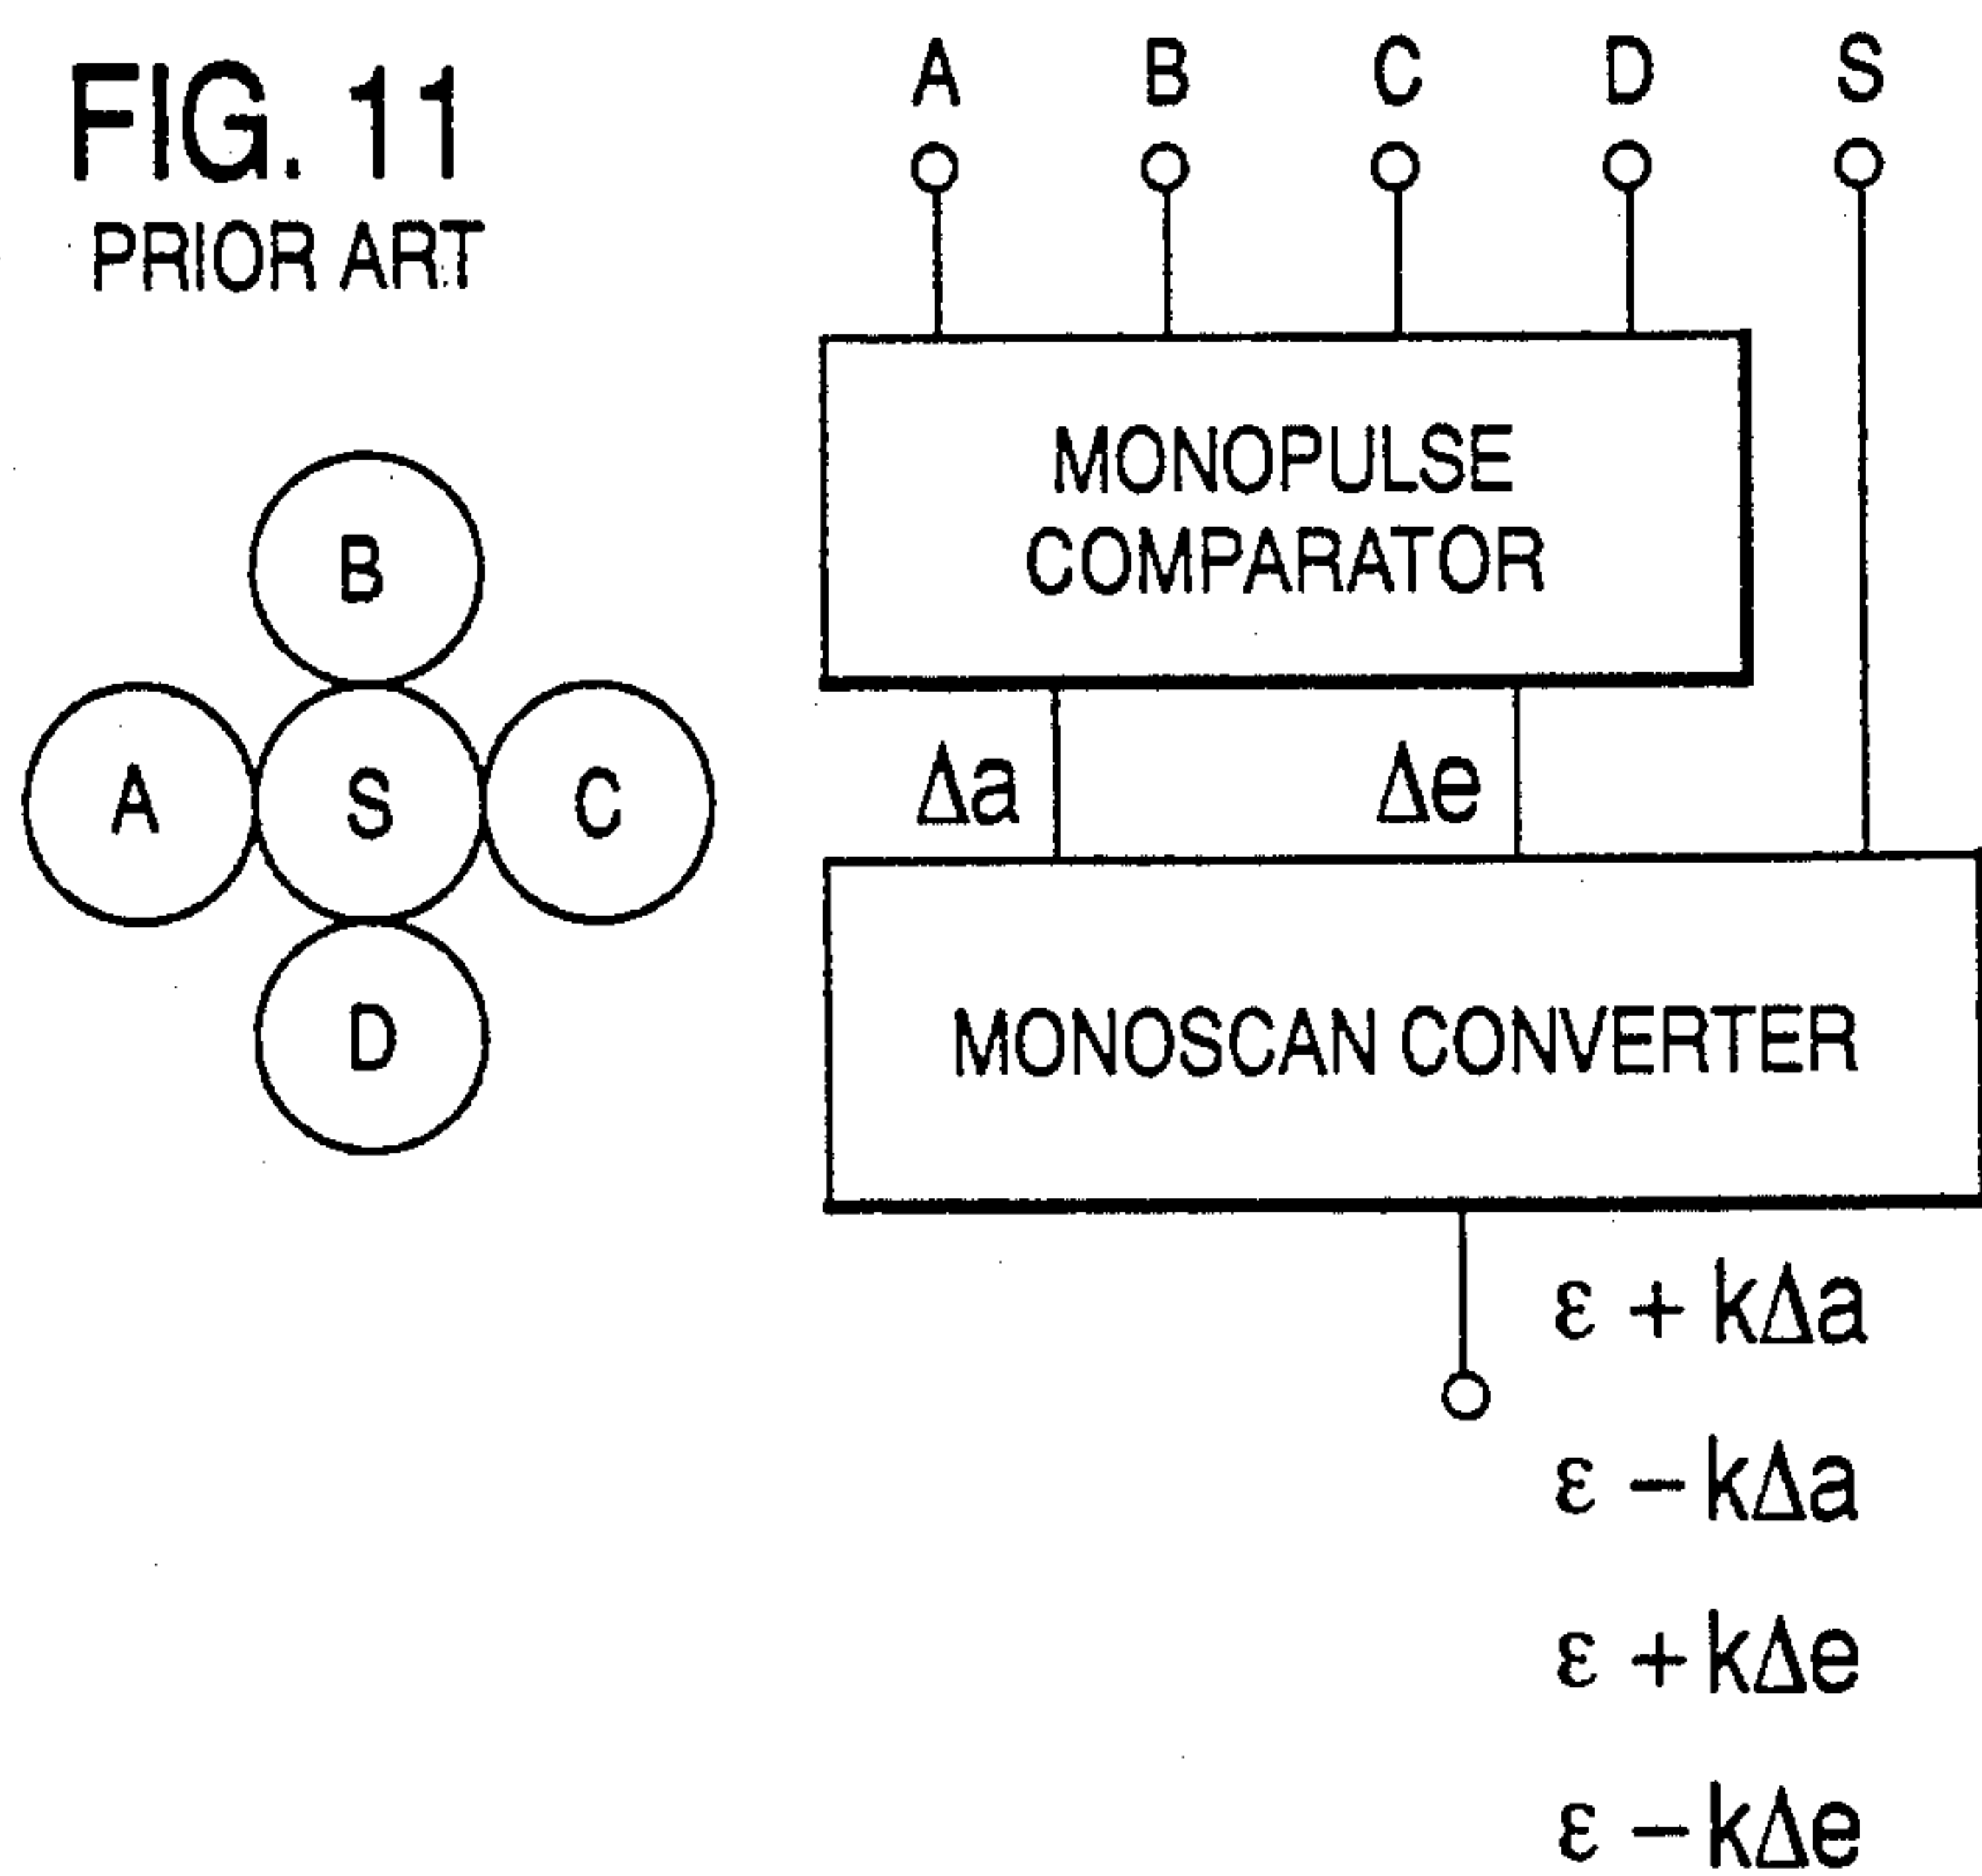 FIG. 11
PRIOR ART
A B C D S
MONOPULSE
COMPARATOR
B
A S C
D
Δa Δe
MONOSCAN CONVERTER
ε + kΔa
ε − kΔa
ε + kΔe
ε − kΔe